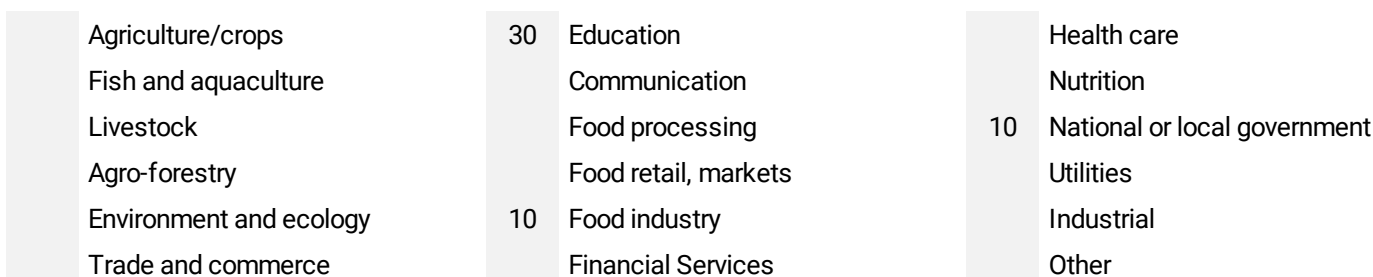 Agriculture/crops
Fish and aquaculture
Livestock
Agro-forestry
Environment and ecology
Trade and commerce
30 Education
Communication
Food processing
Food retail, markets
10 Food industry
Financial Services
Health care
Nutrition
10 National or local government
Utilities
Industrial
Other